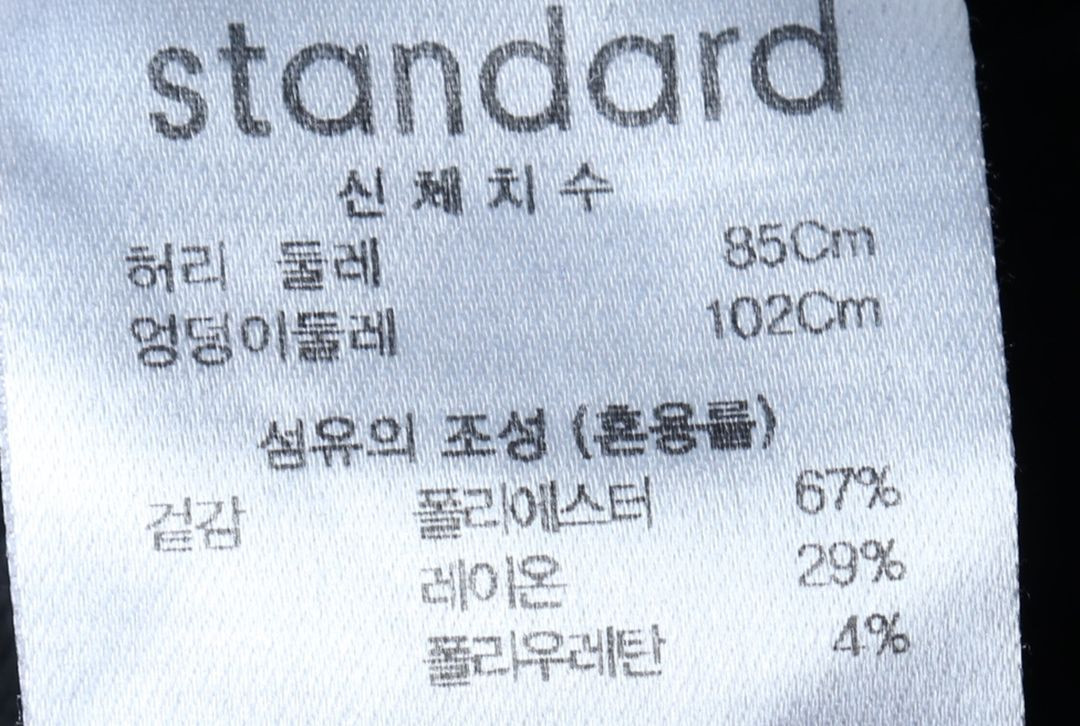 standard
신체치수
허리 둘레 85Cm
엉덩이둘레 102Cm
섬유의 조성 (혼용률)
겉감 폴리에스터 67%
레이온 29%
폴리우레탄 4%